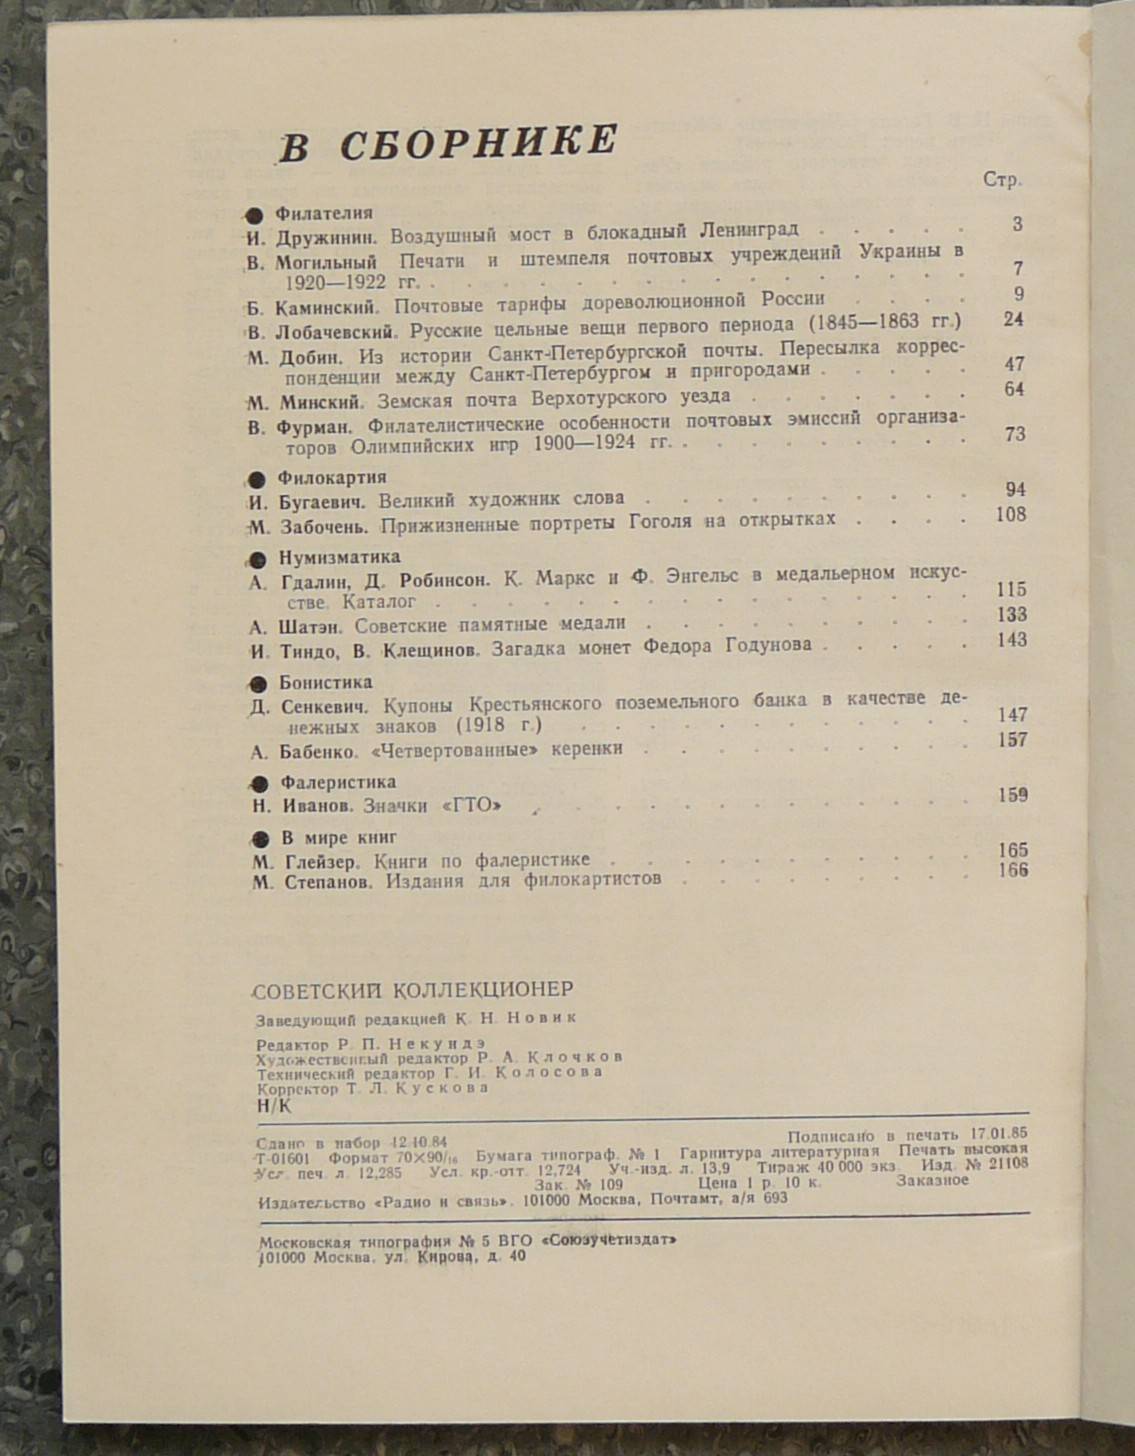 В СБОРНИКЕ
Стр.
● Филателия
И. Дружинин. Воздушный мост в блокадный Ленинград . . . . . 3
В. Могильный Печати и штемпеля почтовых учреждений Украины в
1920—1922 гг. . . . . . . . . . . . . . . 7
Б. Каминский. Почтовые тарифы дореволюционной России . . . . 9
В. Лобачевский. Русские цельные вещи первого периода (1845—1863 гг.) 24
М. Добин. Из истории Санкт-Петербургской почты. Пересылка коррес-
понденции между Санкт-Петербургом и пригородами . . . . . 47
М. Минский. Земская почта Верхотурского уезда . . . . . . . 64
В. Фурман. Филателистические особенности почтовых эмиссий организа-
торов Олимпийских игр 1900—1924 гг. . . . . . . . . . 73
● Филокартия
И. Бугаевич. Великий художник слова . . . . . . . . . . 94
М. Забочень. Прижизненные портреты Гоголя на открытках . . . . 108
● Нумизматика
А. Гдалин, Д. Робинсон. К. Маркс и Ф. Энгельс в медальерном искус-
стве. Каталог . . . . . . . . . . . . . . . 115
А. Шатэн. Советские памятные медали . . . . . . . . . . 133
И. Тиндо, В. Клещинов. Загадка монет Федора Годунова . . . . . 143
● Бонистика
Д. Сенкевич. Купоны Крестьянского поземельного банка в качестве де-
нежных знаков (1918 г.) . . . . . . . . . . . . 147
А. Бабенко. «Четвертованные» керенки . . . . . . . . . . 157
● Фалеристика
Н. Иванов. Значки «ГТО» . . . . . . . . . . . . 159
● В мире книг
М. Глейзер. Книги по фалеристике . . . . . . . . . . . 165
М. Степанов. Издания для филокартистов . . . . . . . . . 166
СОВЕТСКИЙ КОЛЛЕКЦИОНЕР
Заведующий редакцией К. Н. Новик
Редактор Р. П. Некундэ
Художественный редактор Р. А. Клочков
Технический редактор Г. И. Колосова
Корректор Т. Л. Кускова
Н/К
Сдано в набор 12.10.84 Подписано в печать 17.01.85
Т-01601 Формат 70×90/16 Бумага типограф. № 1 Гарнитура литературная Печать высокая
Усл. печ. л. 12,285 Усл. кр.-отт. 12,724 Уч.-изд. л. 13,9 Тираж 40 000 экз. Изд. № 21108
Зак. № 109 Цена 1 р. 10 к. Заказное
Издательство «Радио и связь». 101000 Москва, Почтамт, а/я 693
Московская типография № 5 ВГО «Союзучетиздат»
101000 Москва, ул. Кирова, д. 40